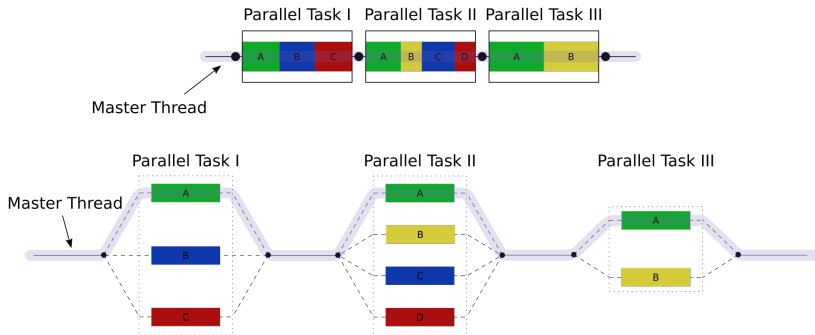 Parallel Task I
Parallel Task II
Parallel Task III
A
B
C
A
B
C
D
A
B
Master Thread
Parallel Task I
Parallel Task II
Parallel Task III
Master Thread
A
B
C
A
B
C
D
A
B